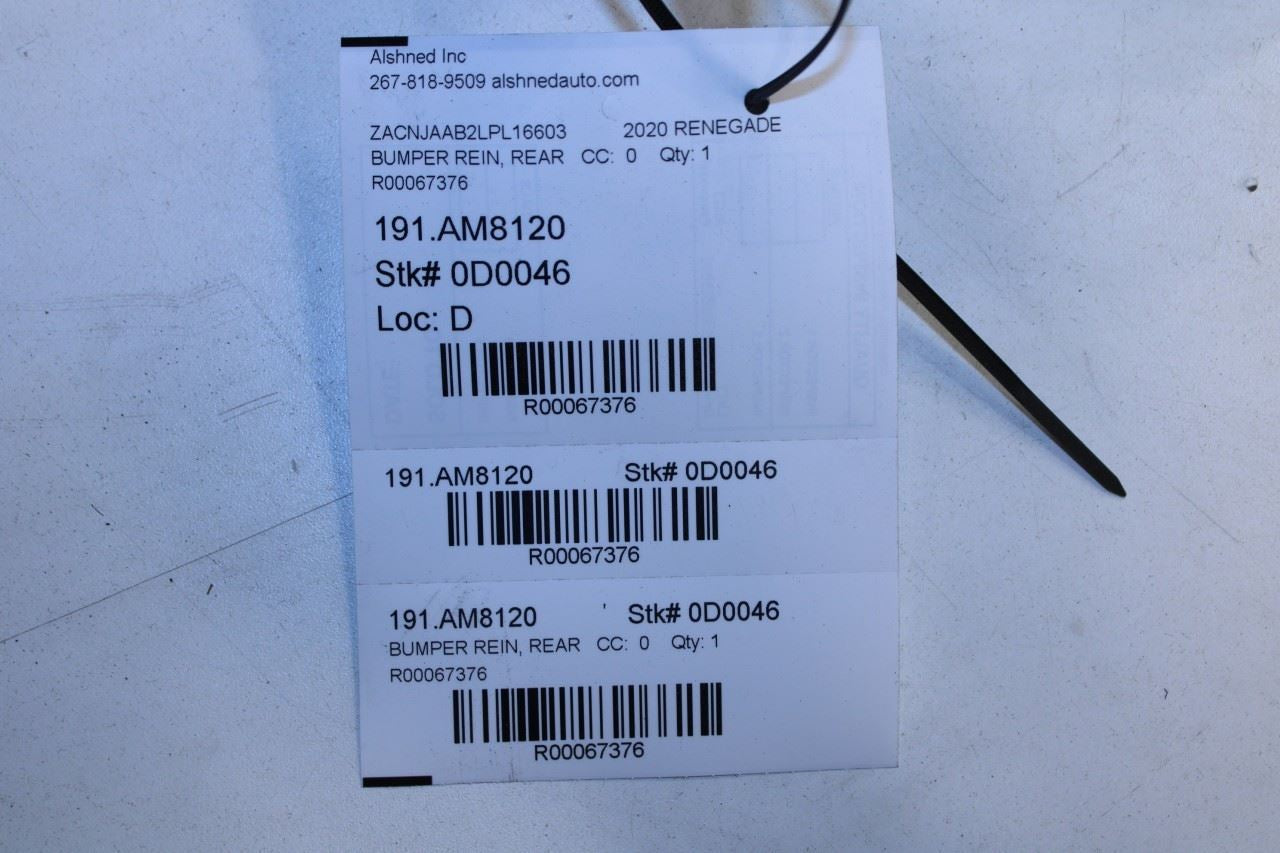 Alshned Inc
267-818-9509 alshnedauto.com
ZACNJAAB2LPL16603 2020 RENEGADE
BUMPER REIN, REAR CC: 0 Qty: 1
R00067376
191.AM8120
Stk# 0D0046
Loc: D
R00067376
191.AM8120 Stk# 0D0046
R00067376
191.AM8120 Stk# 0D0046
BUMPER REIN, REAR CC: 0 Qty: 1
R00067376
R00067376